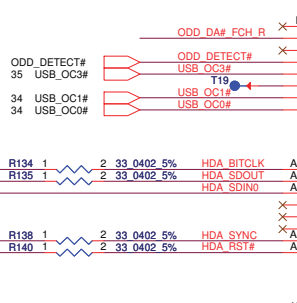 ODD_DA#_FCH_R
ODD_DETECT# ODD_DETECT#
35 USB_OC3# USB_OC3#
T19
34 USB_OC1# USB_OC1#
34 USB_OC0# USB_OC0#
R134 1 2 33_0402_5% HDA_BITCLK A
R135 1 2 33_0402_5% HDA_SDOUT A
HDA_SDIN0 A
R138 1 2 33_0402_5% HDA_SYNC A
R140 1 2 33_0402_5% HDA_RST# A